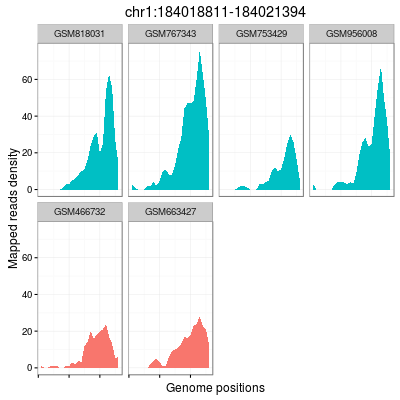 chr1:184018811-184021394
GSM818031 GSM767343 GSM753429 GSM956008
60
40
20
0
GSM466732 GSM663427
60
40
20
0
Mapped reads density
Genome positions